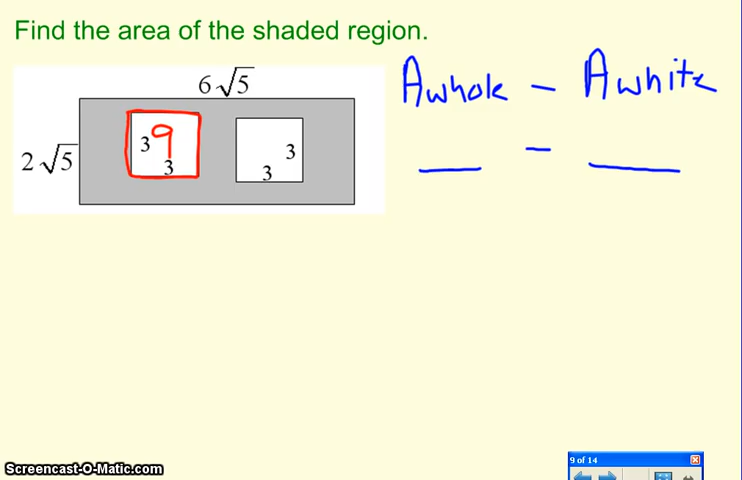 Find the area of the shaded region.
6√5
Awhole - Awhite
2√5
3 9
3
3
3
___ - ___
9 of 14
Screencast-O-Matic.com